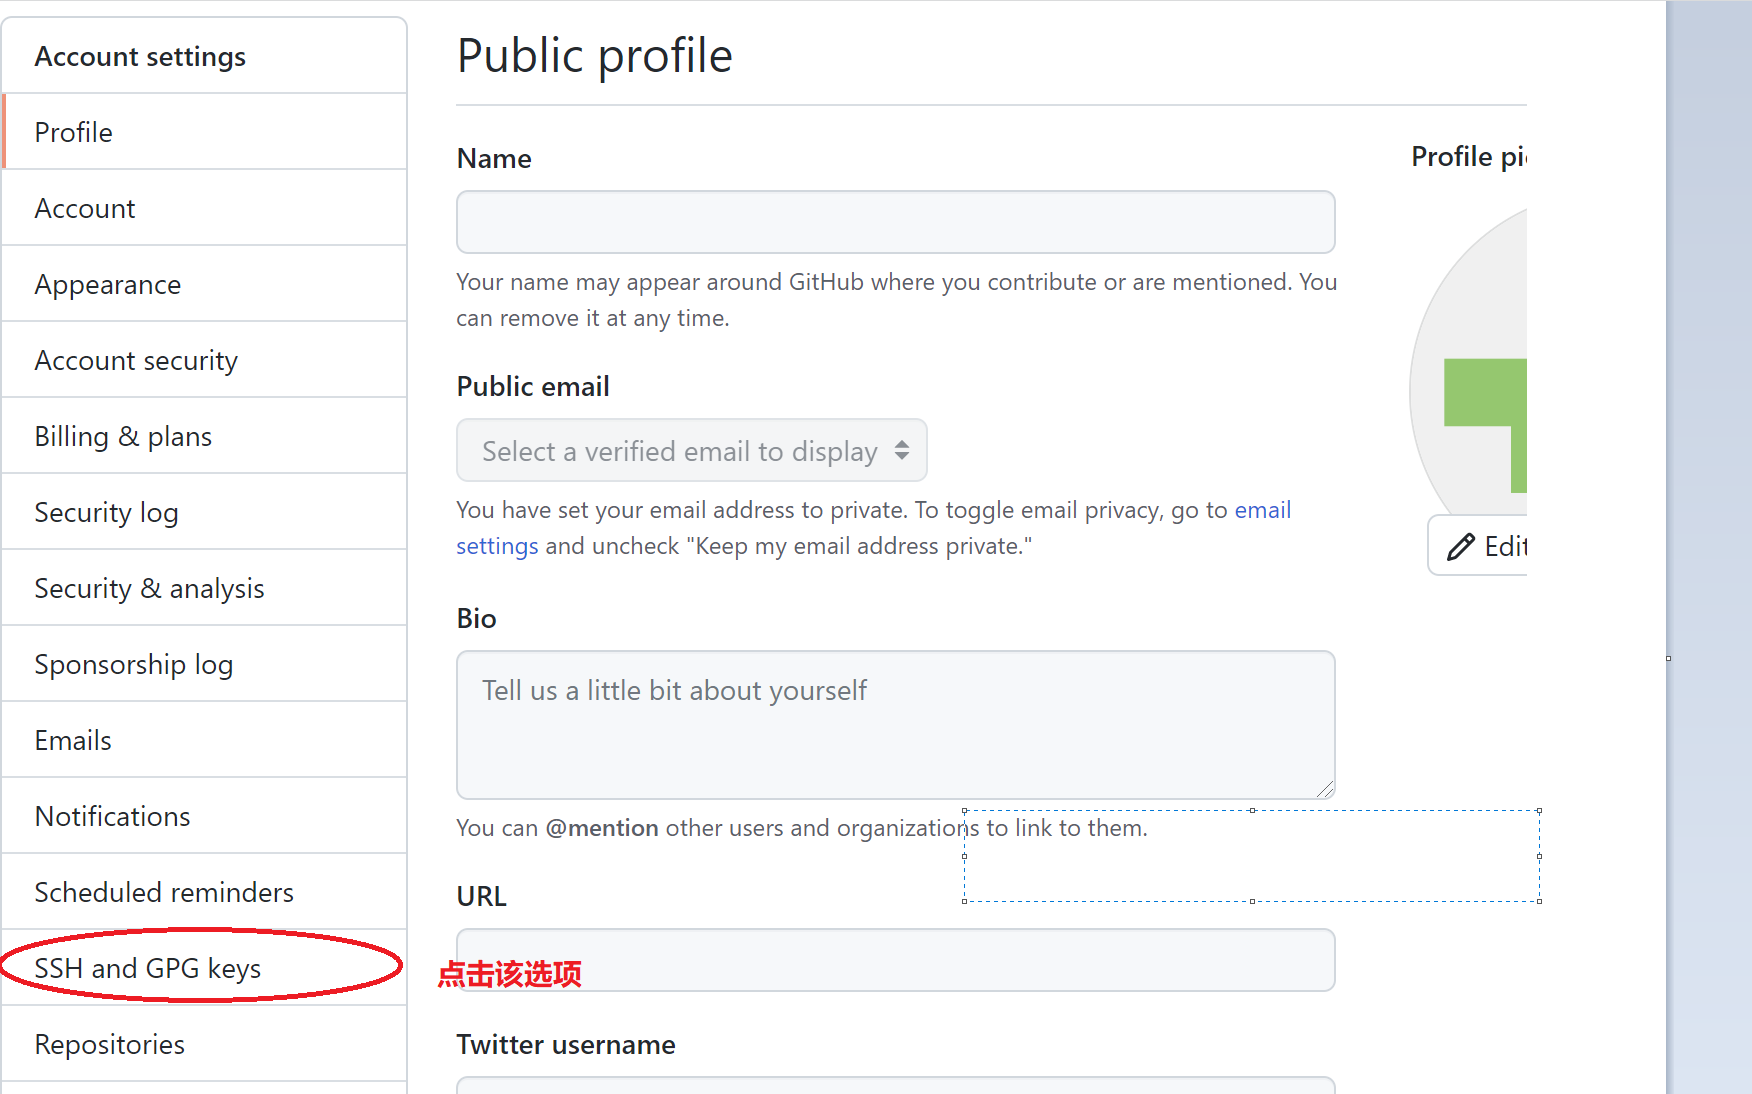 Account settings
Profile
Account
Appearance
Account security
Billing & plans
Security log
Security & analysis
Sponsorship log
Emails
Notifications
Scheduled reminders
SSH and GPG keys
Repositories
Public profile
Name
Your name may appear around GitHub where you contribute or are mentioned. You
can remove it at any time.
Public email
Select a verified email to display
You have set your email address to private. To toggle email privacy, go to email
settings and uncheck "Keep my email address private."
Bio
Tell us a little bit about yourself
You can @mention other users and organizations to link to them.
URL
点击该选项
Twitter username
Profile
Edit